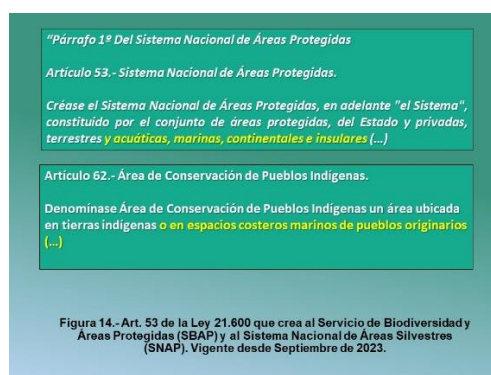 “Párrafo 1º Del Sistema Nacional de Áreas Protegidas
Artículo 53.- Sistema Nacional de Áreas Protegidas.
Créase el Sistema Nacional de Áreas Protegidas, en adelante "el Sistema",
constituido por el conjunto de áreas protegidas, del Estado y privadas,
terrestres y acuáticas, marinas, continentales e insulares (...)
Artículo 62.- Área de Conservación de Pueblos Indígenas.
Denomínase Área de Conservación de Pueblos Indígenas un área ubicada
en tierras indígenas o en espacios costeros marinos de pueblos originarios
(...)
Figura 14.- Art. 53 de la Ley 21.600 que crea al Servicio de Biodiversidad y
Áreas Protegidas (SBAP) y al Sistema Nacional de Áreas Silvestres
(SNAP). Vigente desde Septiembre de 2023.